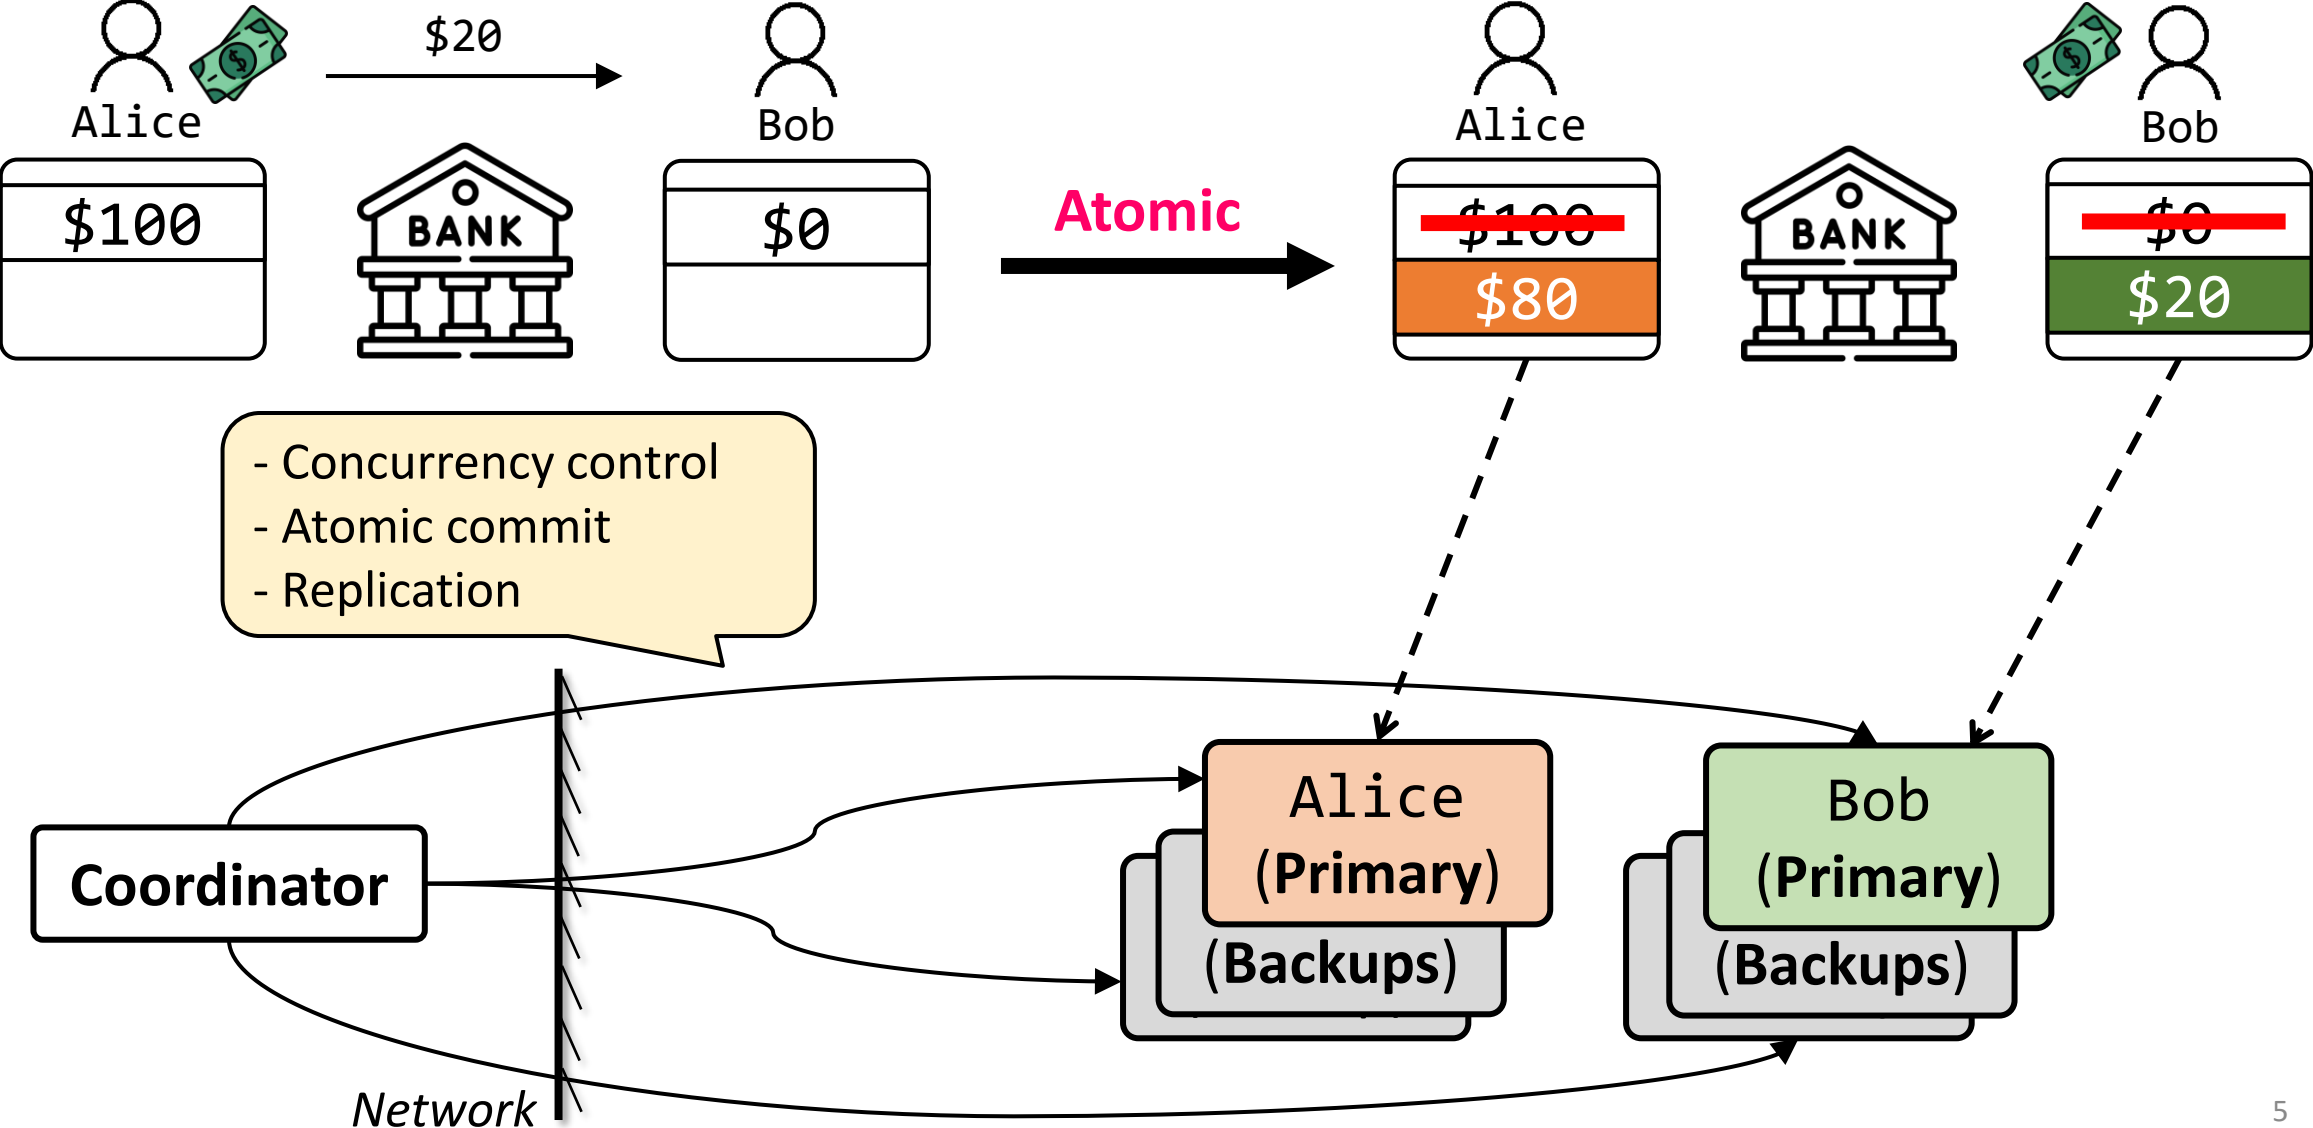 $20
Alice
Bob
$100
BANK
$0
Atomic
Alice
Bob
$100
$80
BANK
$0
$20
- Concurrency control
- Atomic commit
- Replication
Coordinator
Network
Alice
(Primary)
(Backups)
Bob
(Primary)
(Backups)
5